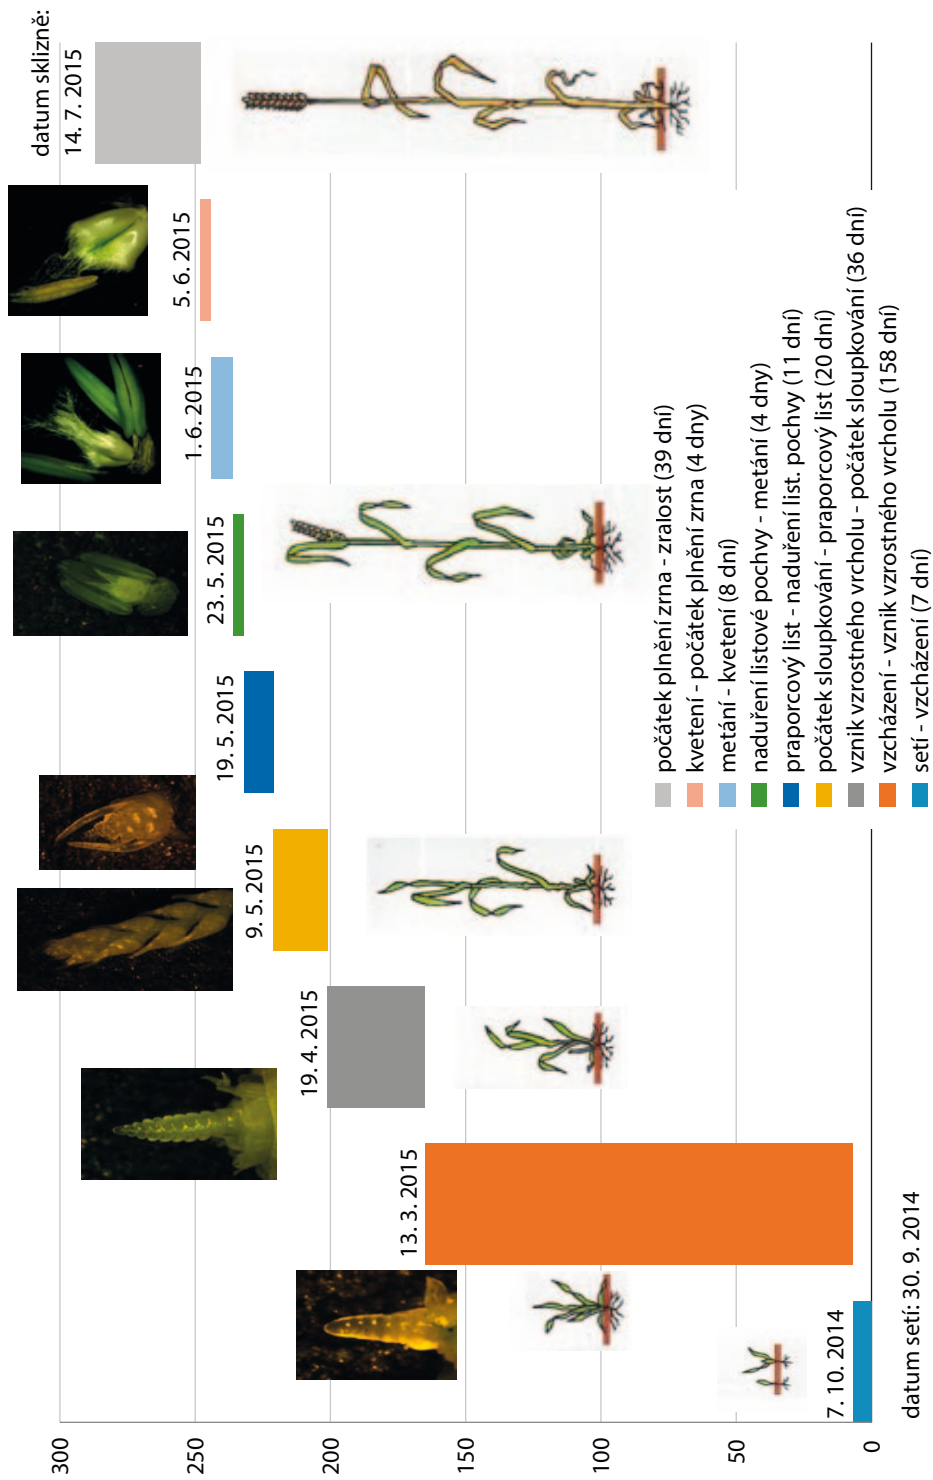 300
250
200
150
100
50
0
datum setí: 30. 9. 2014
7. 10. 2014
13. 3. 2015
19. 4. 2015
9. 5. 2015
19. 5. 2015
23. 5. 2015
1. 6. 2015
5. 6. 2015
datum sklizně:
14. 7. 2015
počátek plnění zrna - zralost (39 dní)
kvetení - počátek plnění zrna (4 dny)
metání - kvetení (8 dní)
naduření listové pochvy - metání (4 dny)
praporcový list - naduření list. pochvy (11 dní)
počátek sloupkování - praporcový list (20 dní)
vznik vzrostného vrcholu - počátek sloupkování (36 dní)
vzcházení - vznik vzrostného vrcholu (158 dní)
setí - vzcházení (7 dní)